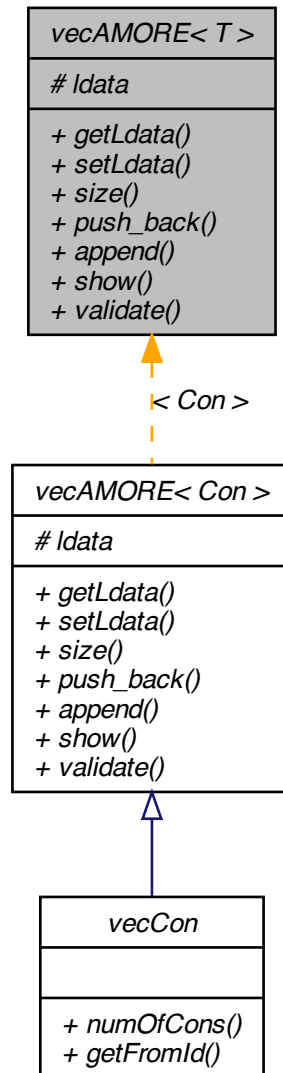 vecAMORE< T >
# ldata
+ getLdata()
+ setLdata()
+ size()
+ push_back()
+ append()
+ show()
+ validate()
< Con >
vecAMORE< Con >
# ldata
+ getLdata()
+ setLdata()
+ size()
+ push_back()
+ append()
+ show()
+ validate()
vecCon
+ numOfCons()
+ getFromId()